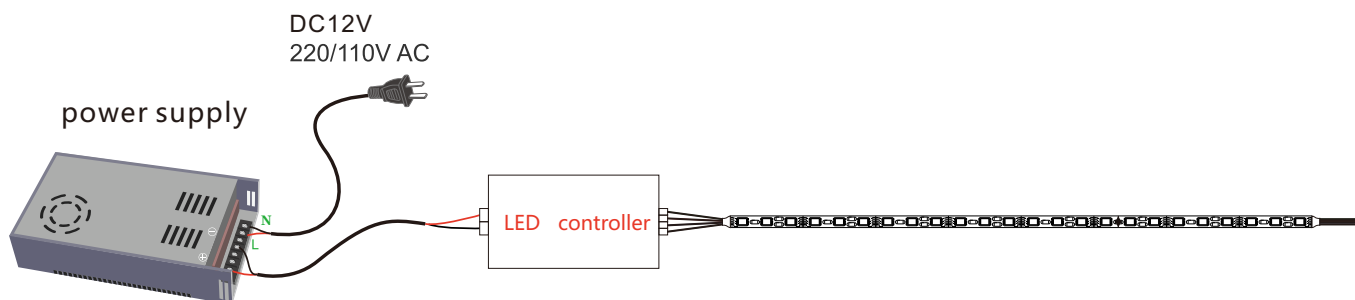 DC12V
220/110V AC
power supply
N
L
LED controller